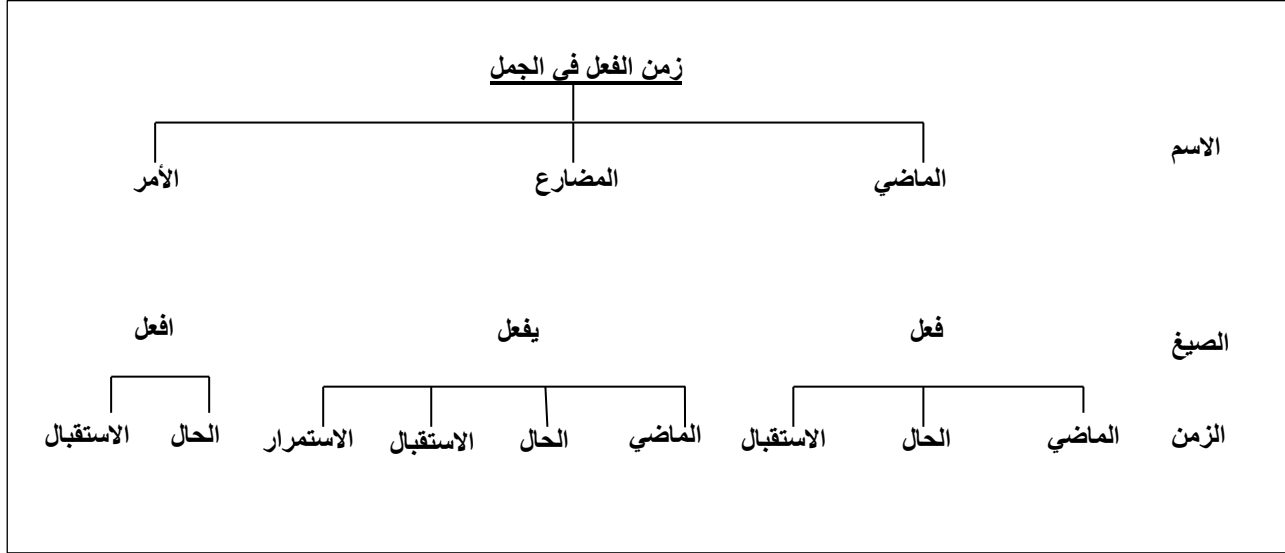 زمن الفعل في الجمل
الاسم
الماضي المضارع الأمر
الصيغ فعل يفعل افعل
الزمن الماضي الحال الاستقبال الماضي الحال الاستقبال الاستمرار الحال الاستقبال